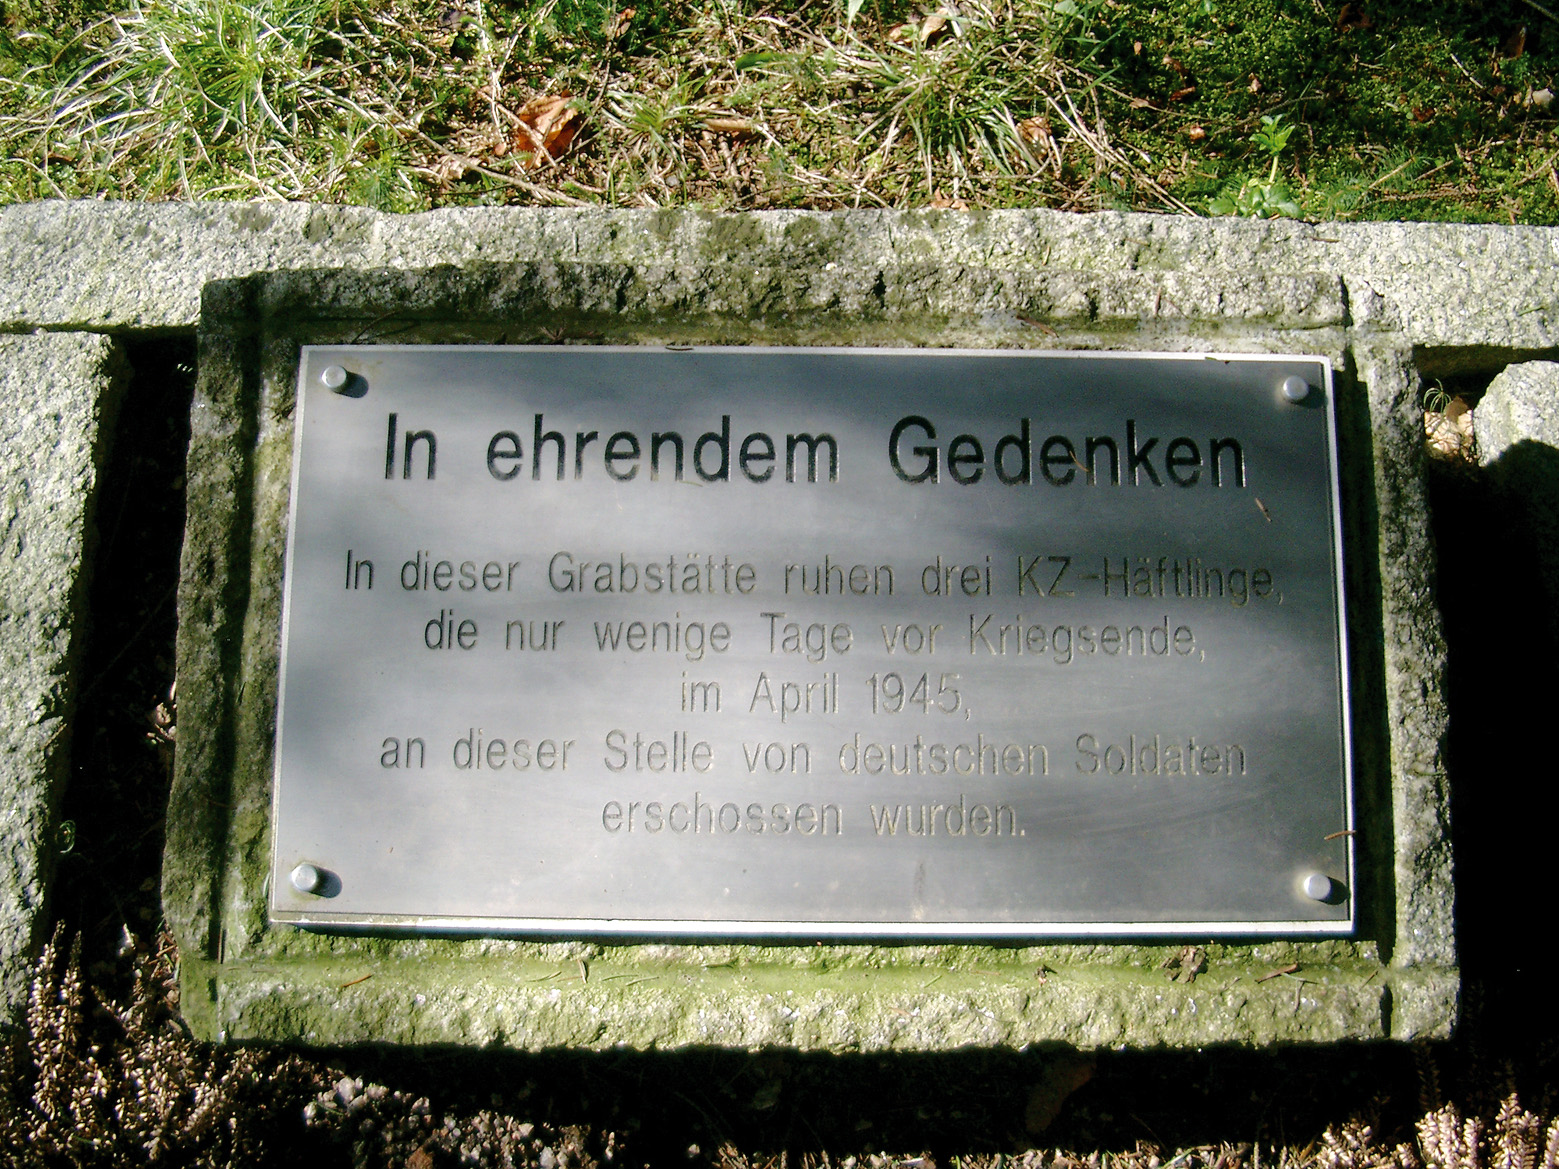 In ehrendem Gedenken
In dieser Grabstätte ruhen drei KZ-Häftlinge,
die nur wenige Tage vor Kriegsende,
im April 1945,
an dieser Stelle von deutschen Soldaten
erschossen wurden.